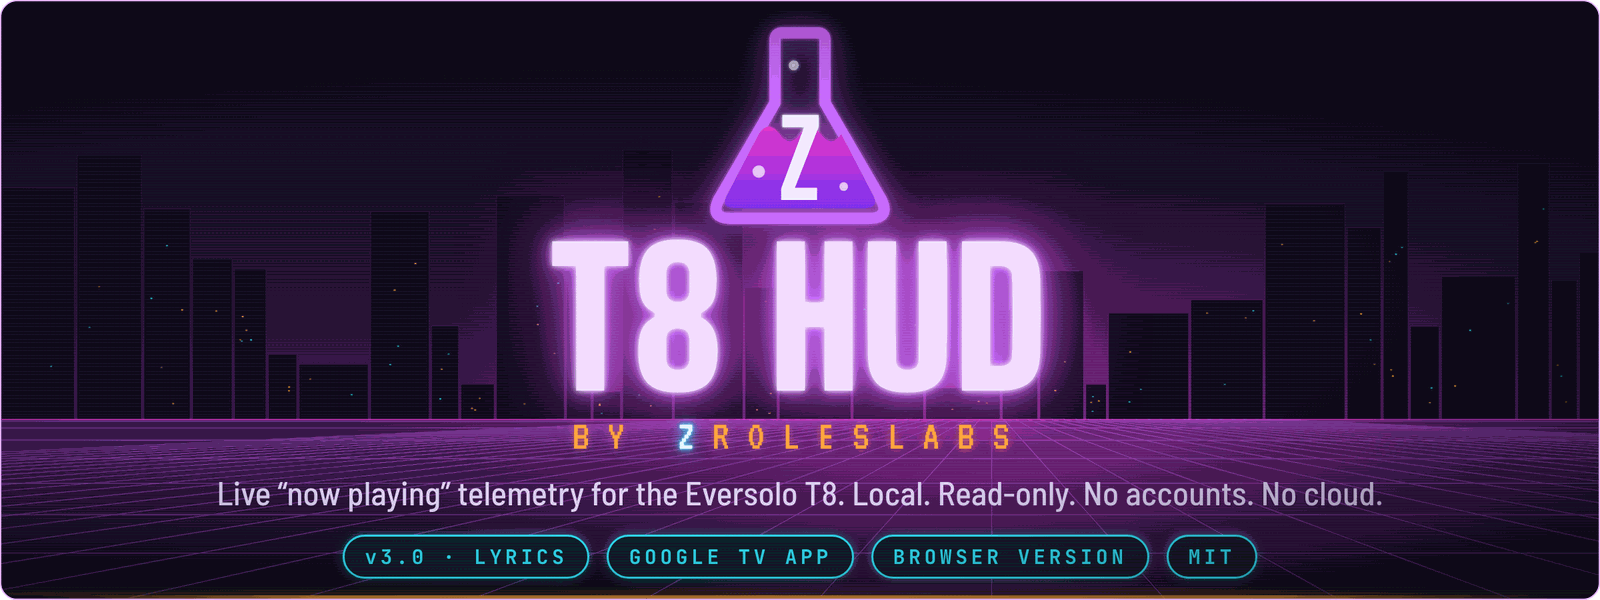 Z
T8 HUD
BY ZROLESLABS
Live “now playing” telemetry for the Eversolo T8. Local. Read-only. No accounts. No cloud.
v3.0 · LYRICS GOOGLE TV APP BROWSER VERSION MIT